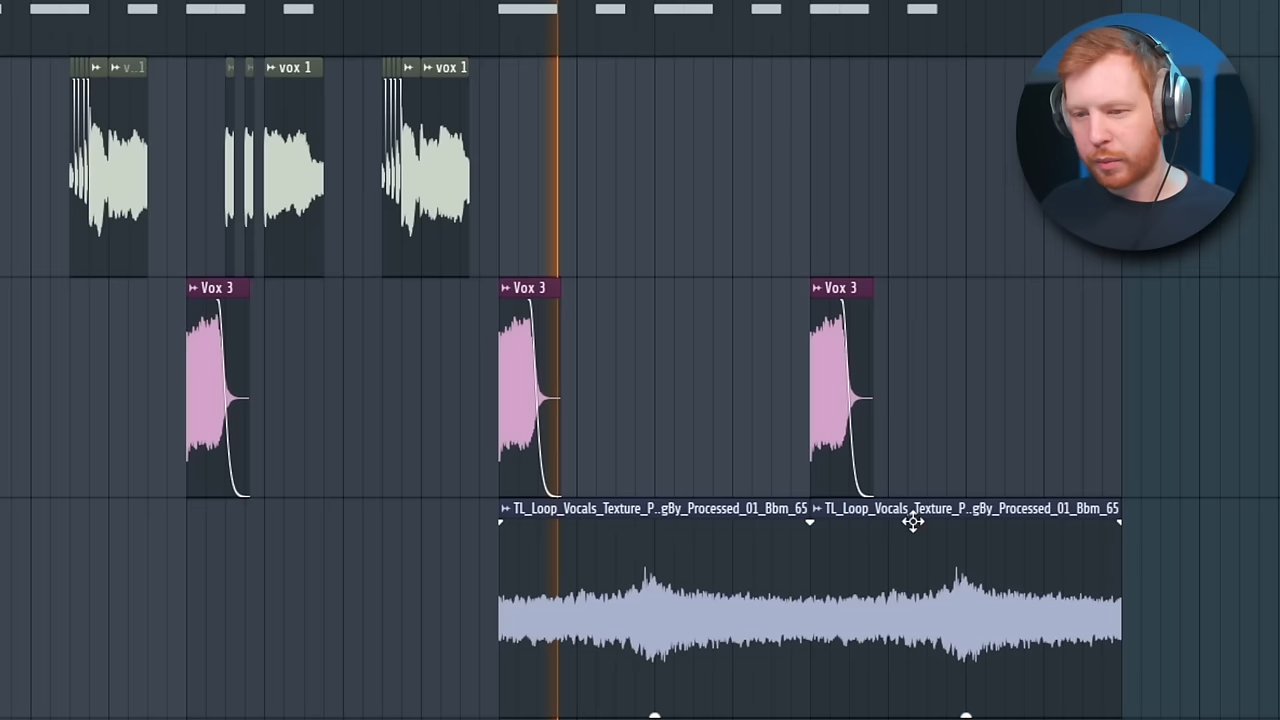 v..1
vox 1
vox 1
Vox 3
Vox 3
Vox 3
TL_Loop_Vocals_Texture_P..gBy_Processed_01_Bbm_65
TL_Loop_Vocals_Texture_P..gBy_Processed_01_Bbm_65